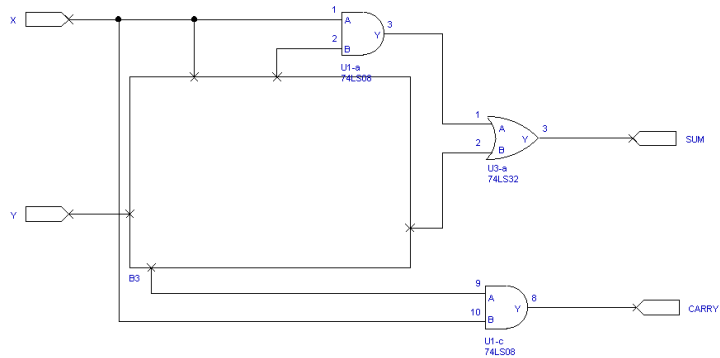 X
1
A
2
B
Y
3
U1-a
74LS08
1
A
2
B
Y
3
U3-a
74LS32
SUM
Y
B3
9
A
10
B
Y
8
U1-c
74LS08
CARRY